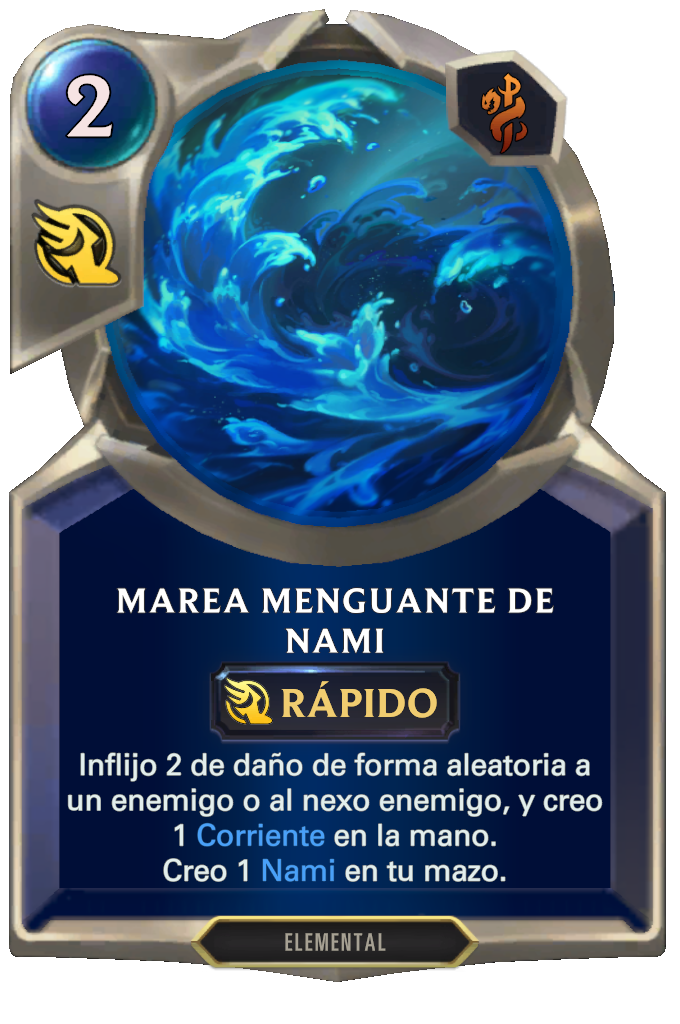 2
MAREA MENGUANTE DE
NAMI
RÁPIDO
Inflijo 2 de daño de forma aleatoria a
un enemigo o al nexo enemigo, y creo
1 Corriente en la mano.
Creo 1 Nami en tu mazo.
ELEMENTAL